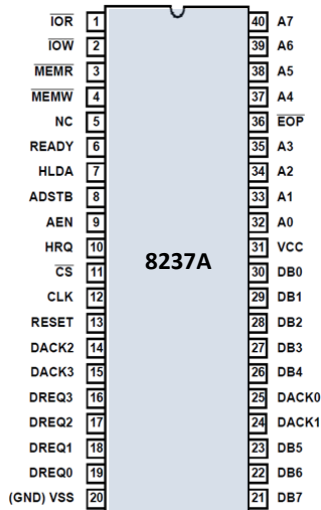 IOR 1 40 A7
IOW 2 39 A6
MEMR 3 38 A5
MEMW 4 37 A4
NC 5 36 EOP
READY 6 35 A3
HLDA 7 34 A2
ADSTB 8 33 A1
AEN 9 32 A0
HRQ 10 31 VCC
8237A
CS 11 30 DB0
CLK 12 29 DB1
RESET 13 28 DB2
DACK2 14 27 DB3
DACK3 15 26 DB4
DREQ3 16 25 DACK0
DREQ2 17 24 DACK1
DREQ1 18 23 DB5
DREQ0 19 22 DB6
(GND) VSS 20 21 DB7